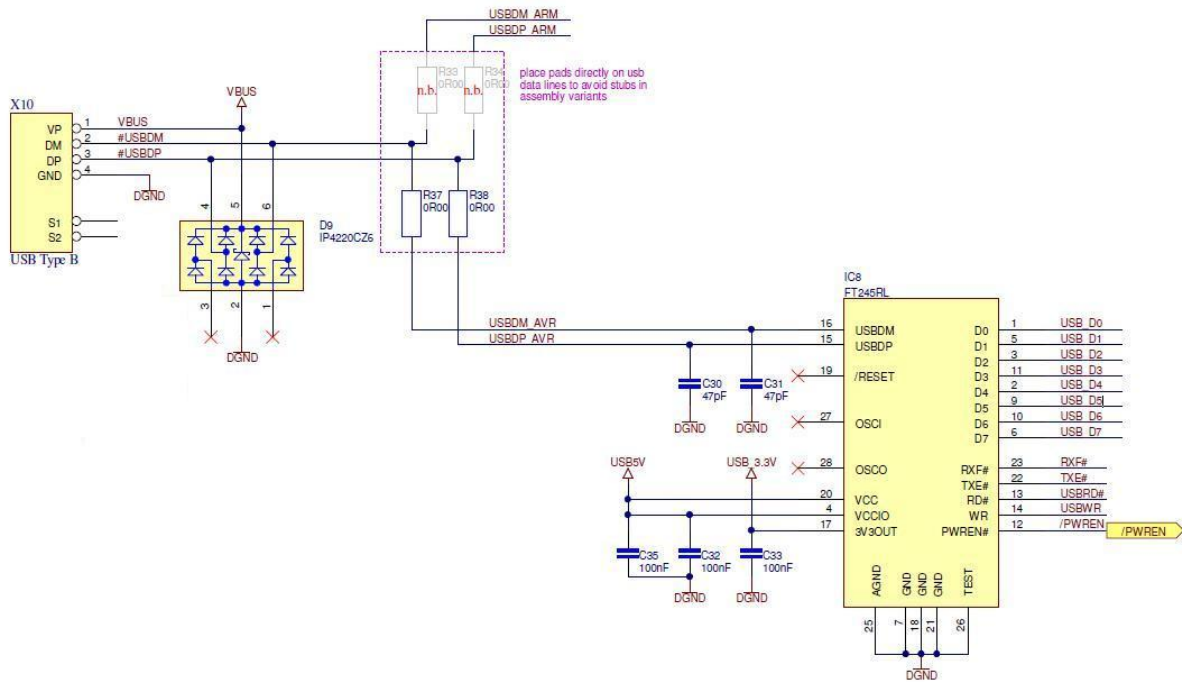 USBDM_ARM
USBDP_ARM
R33
0R00
n.b.
R34
0R00
n.b.
place pads directly on usb
data lines to avoid stubs in
assembly variants
X10
VBUS
VP 1 VBUS
DM 2 #USBDM
DP 3 #USBDP
GND 4
DGND
S1
S2
USB Type B
4 5 6
D9
IP4220CZ6
3 2 1
DGND
R37
0R00
R38
0R00
IC8
FT245RL
USBDM_AVR 16 USBDM
USBDP_AVR 15 USBDP
19 /RESET
27 OSCI
28 OSCO
20 VCC
4 VCCIO
17 3V3OUT
C30
47pF
C31
47pF
DGND DGND
USB5V USB_3.3V
C35
100nF
C32
100nF
C33
100nF
DGND DGND
D0 1 USB_D0
D1 5 USB_D1
D2 3 USB_D2
D3 11 USB_D3
D4 2 USB_D4
D5 9 USB_D5
D6 10 USB_D6
D7 6 USB_D7
RXF# 23 RXF#
TXE# 22 TXE#
RD# 13 USBRD#
WR 14 USBWR
PWREN# 12 /PWREN /PWREN
AGND GND GND GND TEST
25 7 18 21 26
DGND